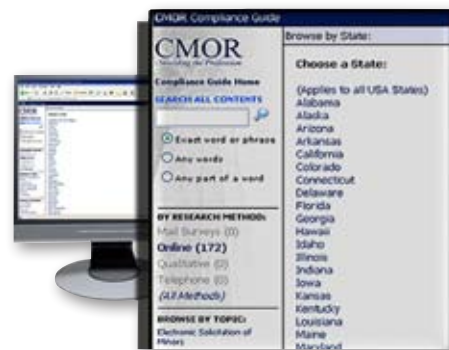 CMOR Compliance Guide
CMOR
Compliance Guide Home
SEARCH ALL CONTENTS
Exact word or phrase
Any words
Any part of a word
BY RESEARCH METHOD:
Mail Surveys (0)
Online (172)
Qualitative (0)
Telephone (0)
(All Methods)
BROWSE BY TOPIC:
Electronic Solicitation of
Minors
Browse by State:
Choose a State:
(Applies to all USA States)
Alabama
Alaska
Arizona
Arkansas
California
Colorado
Connecticut
Delaware
Florida
Georgia
Hawaii
Idaho
Illinois
Indiana
Iowa
Kansas
Kentucky
Louisiana
Maine
Maryland